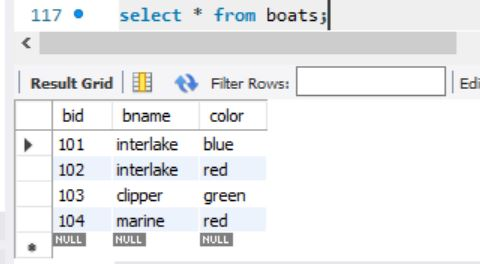 117 select * from boats;
Result Grid Filter Rows: Edi
bid bname color
101 interlake blue
102 interlake red
103 clipper green
104 marine red
NULL NULL NULL